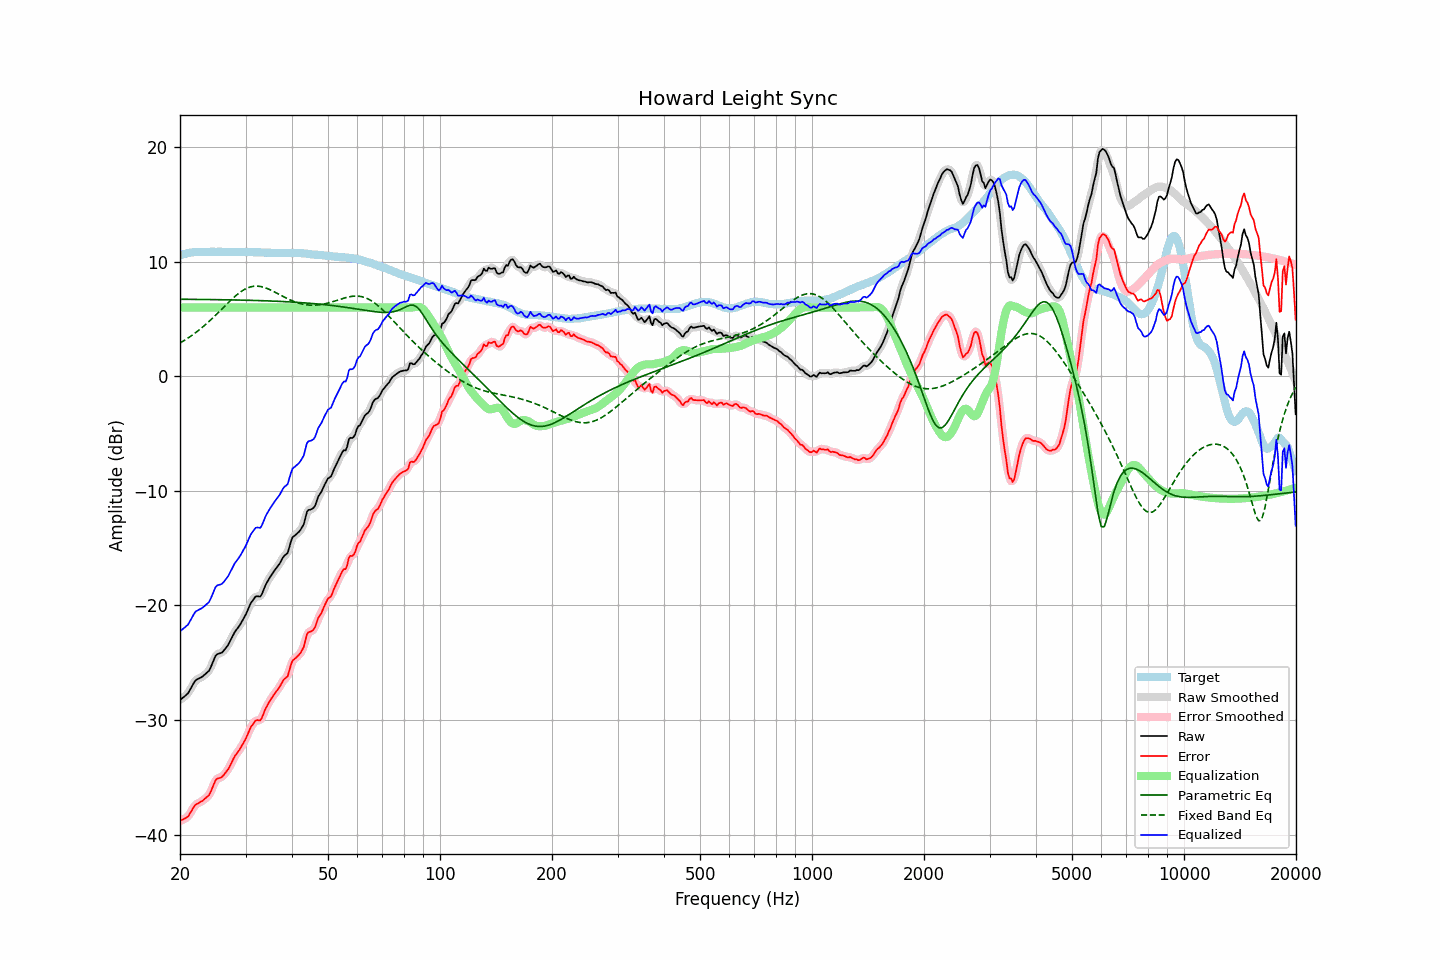 Howard Leight Sync
Amplitude (dBr)
20
10
0
−10
−20
−30
−40
Target
Raw Smoothed
Error Smoothed
Raw
Error
Equalization
Parametric Eq
Fixed Band Eq
Equalized
20 50 100 200 500 1000 2000 5000 10000 20000
Frequency (Hz)